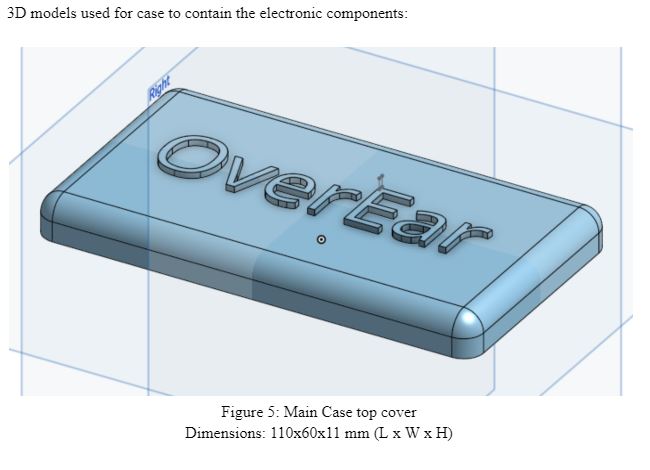 3D models used for case to contain the electronic components:
Right
OverEar
Figure 5: Main Case top cover
Dimensions: 110x60x11 mm (L x W x H)